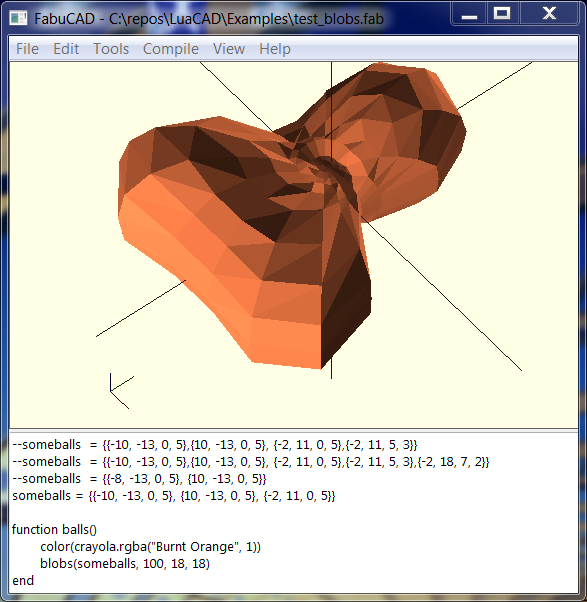 FabuCAD - C:\repos\LuaCAD\Examples\test_blobs.fab
File Edit Tools Compile View Help
--someballs = {{-10, -13, 0, 5},{10, -13, 0, 5}, {-2, 11, 0, 5},{-2, 11, 5, 3}}
--someballs = {{-10, -13, 0, 5},{10, -13, 0, 5}, {-2, 11, 0, 5},{-2, 11, 5, 3},{-2, 18, 7, 2}}
--someballs = {{-8, -13, 0, 5}, {10, -13, 0, 5}}
someballs = {{-10, -13, 0, 5}, {10, -13, 0, 5}, {-2, 11, 0, 5}}
function balls()
color(crayola.rgba("Burnt Orange", 1))
blobs(someballs, 100, 18, 18)
end